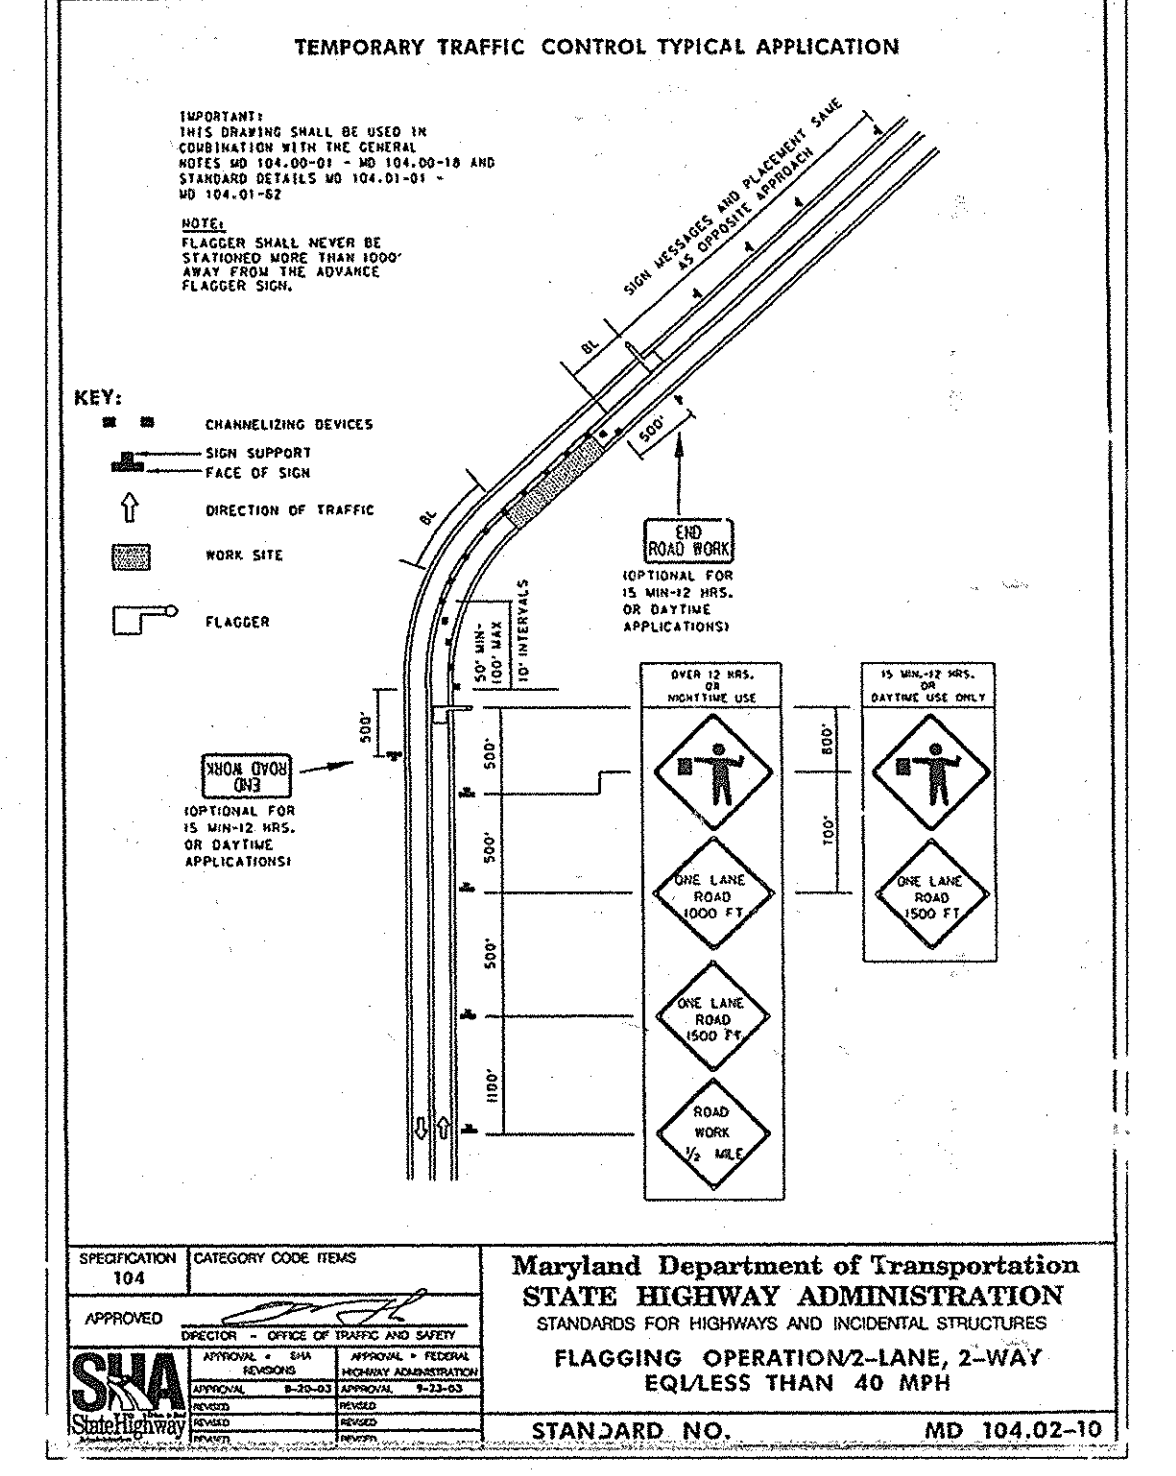 TEMPORARY TRAFFIC CONTROL TYPICAL APPLICATION
IMPORTANT:
THIS DRAWING SHALL BE USED IN
COMBINATION WITH THE GENERAL
NOTES MD 104.00-01 - MD 104.00-18 AND
STANDARD DETAILS MD 104.01-01 -
MD 104.01-82
NOTE:
FLAGGER SHALL NEVER BE
STATIONED MORE THAN 1000'
AWAY FROM THE ADVANCE
FLAGGER SIGN.
SIGN MESSAGES AND PLACEMENT SAME
AS OPPOSITE APPROACH
BL
500'
BL
KEY:
CHANNELIZING DEVICES
SIGN SUPPORT
FACE OF SIGN
DIRECTION OF TRAFFIC
WORK SITE
FLAGGER
END
ROAD WORK
(OPTIONAL FOR
15 MIN-12 HRS.
OR DAYTIME
APPLICATIONS)
50' MIN-
100' MAX
10' INTERVALS
500'
END
ROAD WORK
(OPTIONAL FOR
15 MIN-12 HRS.
OR DAYTIME
APPLICATIONS)
500'
500'
500'
1100'
OVER 12 HRS.
OR
NIGHTTIME USE
ONE LANE
ROAD
1000 FT.
ONE LANE
ROAD
1500 FT.
ROAD
WORK
1/2 MILE
800'
700'
15 MIN.-12 HRS.
OR
DAYTIME USE ONLY
ONE LANE
ROAD
1500 FT.
SPECIFICATION
104
CATEGORY CODE ITEMS
APPROVED
DIRECTOR - OFFICE OF TRAFFIC AND SAFETY
SHA
StateHighway
APPROVAL • SHA
REVISIONS
APPROVAL • FEDERAL
HIGHWAY ADMINISTRATION
APPROVAL 8-20-03
APPROVAL 9-23-03
REVISED
REVISED
REVISED
REVISED
REVISED
REVISED
Maryland Department of Transportation
STATE HIGHWAY ADMINISTRATION
STANDARDS FOR HIGHWAYS AND INCIDENTAL STRUCTURES
FLAGGING OPERATION/2-LANE, 2-WAY
EQL/LESS THAN 40 MPH
STANDARD NO.
MD 104.02-10